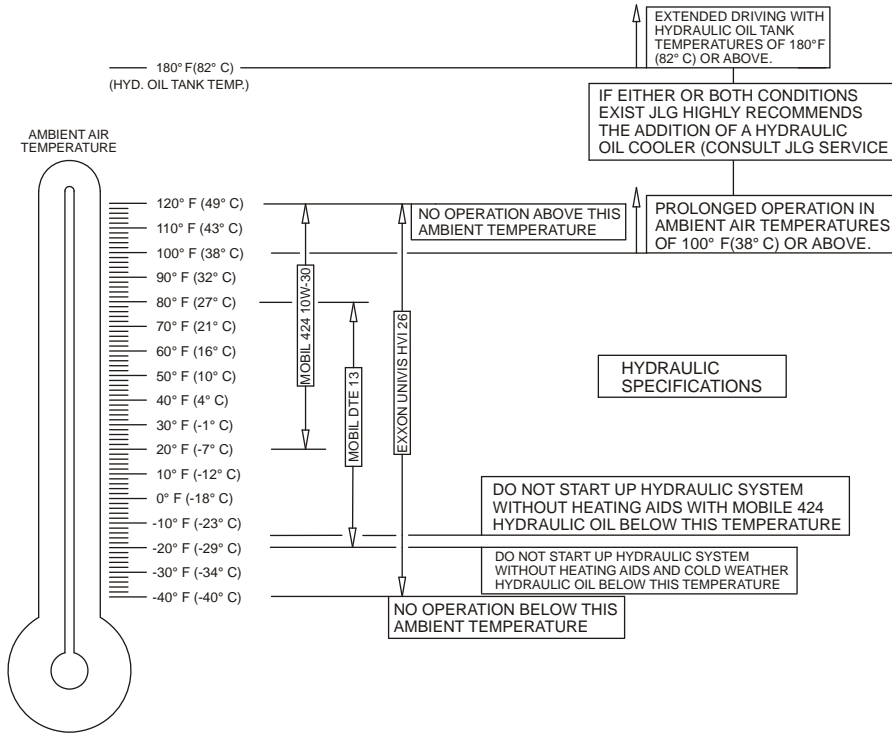 EXTENDED DRIVING WITH
HYDRAULIC OIL TANK
TEMPERATURES OF 180°F
(82° C) OR ABOVE.
180° F(82° C)
(HYD. OIL TANK TEMP.)
IF EITHER OR BOTH CONDITIONS
EXIST JLG HIGHLY RECOMMENDS
THE ADDITION OF A HYDRAULIC
OIL COOLER (CONSULT JLG SERVICE
AMBIENT AIR
TEMPERATURE
120° F (49° C)
110° F (43° C)
100° F (38° C)
90° F (32° C)
80° F (27° C)
70° F (21° C)
60° F (16° C)
50° F (10° C)
40° F (4° C)
30° F (-1° C)
20° F (-7° C)
10° F (-12° C)
0° F (-18° C)
-10° F (-23° C)
-20° F (-29° C)
-30° F (-34° C)
-40° F (-40° C)
MOBIL 424 10W-30
MOBIL DTE 13
EXXON UNIVIS HVI 26
NO OPERATION ABOVE THIS
AMBIENT TEMPERATURE
PROLONGED OPERATION IN
AMBIENT AIR TEMPERATURES
OF 100° F(38° C) OR ABOVE.
HYDRAULIC
SPECIFICATIONS
DO NOT START UP HYDRAULIC SYSTEM
WITHOUT HEATING AIDS WITH MOBILE 424
HYDRAULIC OIL BELOW THIS TEMPERATURE
DO NOT START UP HYDRAULIC SYSTEM
WITHOUT HEATING AIDS AND COLD WEATHER
HYDRAULIC OIL BELOW THIS TEMPERATURE
NO OPERATION BELOW THIS
AMBIENT TEMPERATURE